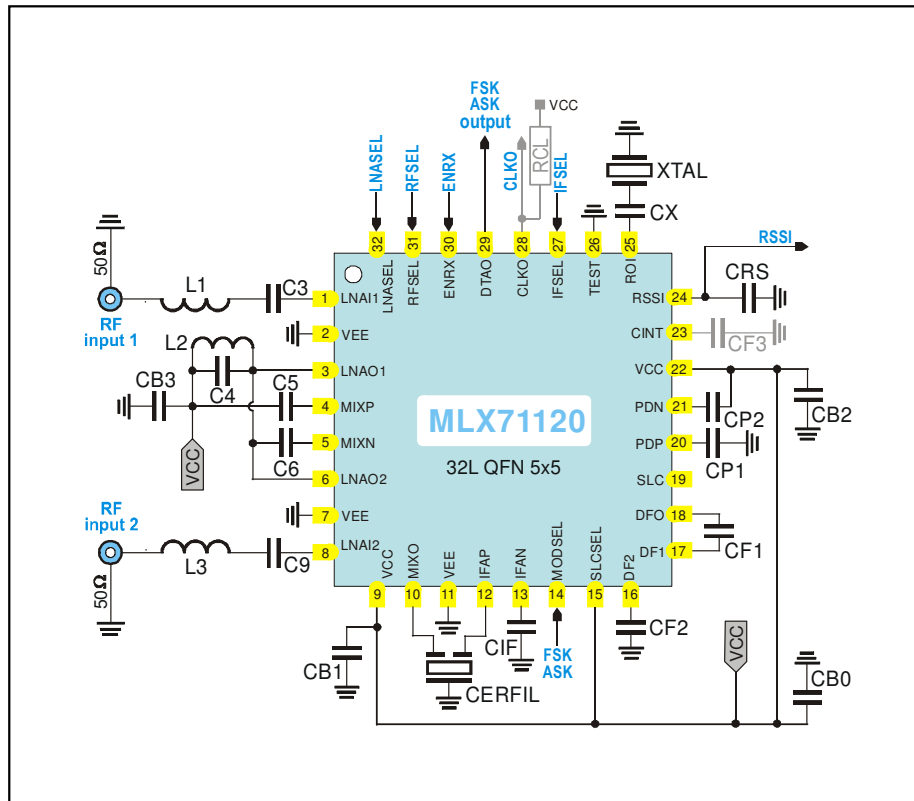 FSK
ASK
output
VCC
LNASEL
RFSEL
ENRX
CLKO
RCL
IFSEL
XTAL
CX
RSSI
32
31
30
29
28
27
26
25
LNASEL
RFSEL
ENRX
DTAO
CLKO
IFSEL
TEST
ROI
50Ω
RF
input 1
L1
C3
1 LNAI1
2 VEE
L2
C4
3 LNAO1
CB3
C5
4 MIXP
5 MIXN
C6
VCC
6 LNAO2
7 VEE
RF
input 2
50Ω
L3
C9
8 LNAI2
MLX71120
32L QFN 5x5
RSSI 24
CRS
CINT 23
CF3
VCC 22
PDN 21
CP2
CB2
PDP 20
CP1
SLC 19
DFO 18
CF1
DF1 17
VCC
MIXO
VEE
IFAP
IFAN
MODSEL
SLCSEL
DF2
9
10
11
12
13
14
15
16
CB1
CERFIL
CIF
FSK
ASK
CF2
VCC
CB0